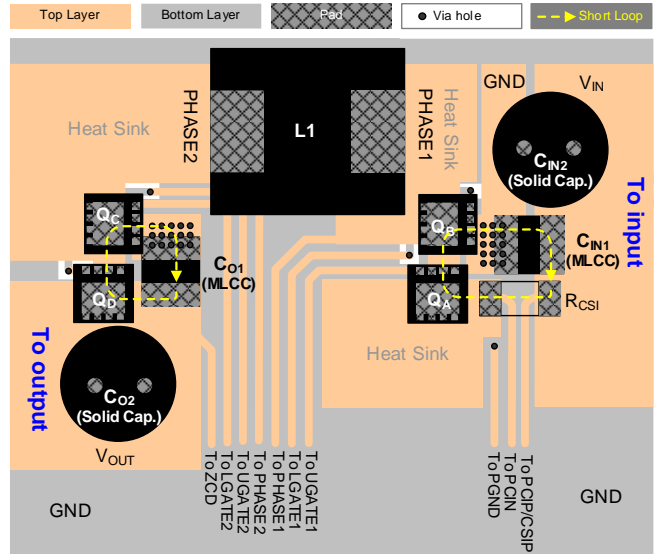 Top Layer
Bottom Layer
Pad
Via hole
Short Loop
PHASE2
L1
PHASE1
Heat Sink
Heat Sink
GND
VIN
CIN2
(Solid Cap.)
To input
QC
QB
CO1
(MLCC)
CIN1
(MLCC)
QD
QA
RCSI
Heat Sink
To output
CO2
(Solid Cap.)
VOUT
GND
To ZCD
To LGATE2
To UGATE2
To PHASE2
To PHASE1
To LGATE1
To UGATE1
To PGND
To PCIN
To PCIP/CSIP
GND